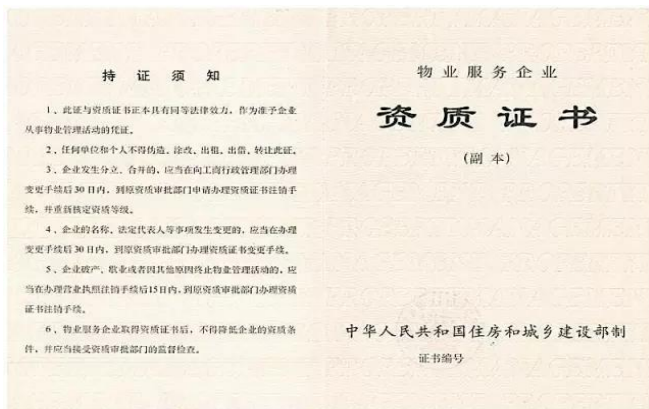 持证须知
1、此证与资质证书正本具有同等法律效力，作为准予企业
从事物业管理活动的凭证。
2、任何单位和个人不得伪造、涂改、出租、出借、转让此证。
3、企业发生分立、合并的，应当在向工商行政管理部门办理
变更手续后30日内，到原资质审批部门申请办理资质证书注销手
续，并重新核定资质等级。
4、企业的名称、法定代表人等事项发生变更的，应当在办理
变更手续后30日内，到原资质审批部门办理资质证书变更手续。
5、企业破产、歇业或者因其他原因终止物业管理活动的，应
当在办理营业执照注销手续后15日内，到原资质审批部门办理资质
证书注销手续。
6、物业服务企业取得资质证书后，不得降低企业的资质条
件，并应当接受资质审批部门的监督检查。
物业服务企业
资质证书
(副本)
中华人民共和国住房和城乡建设部制
证书编号